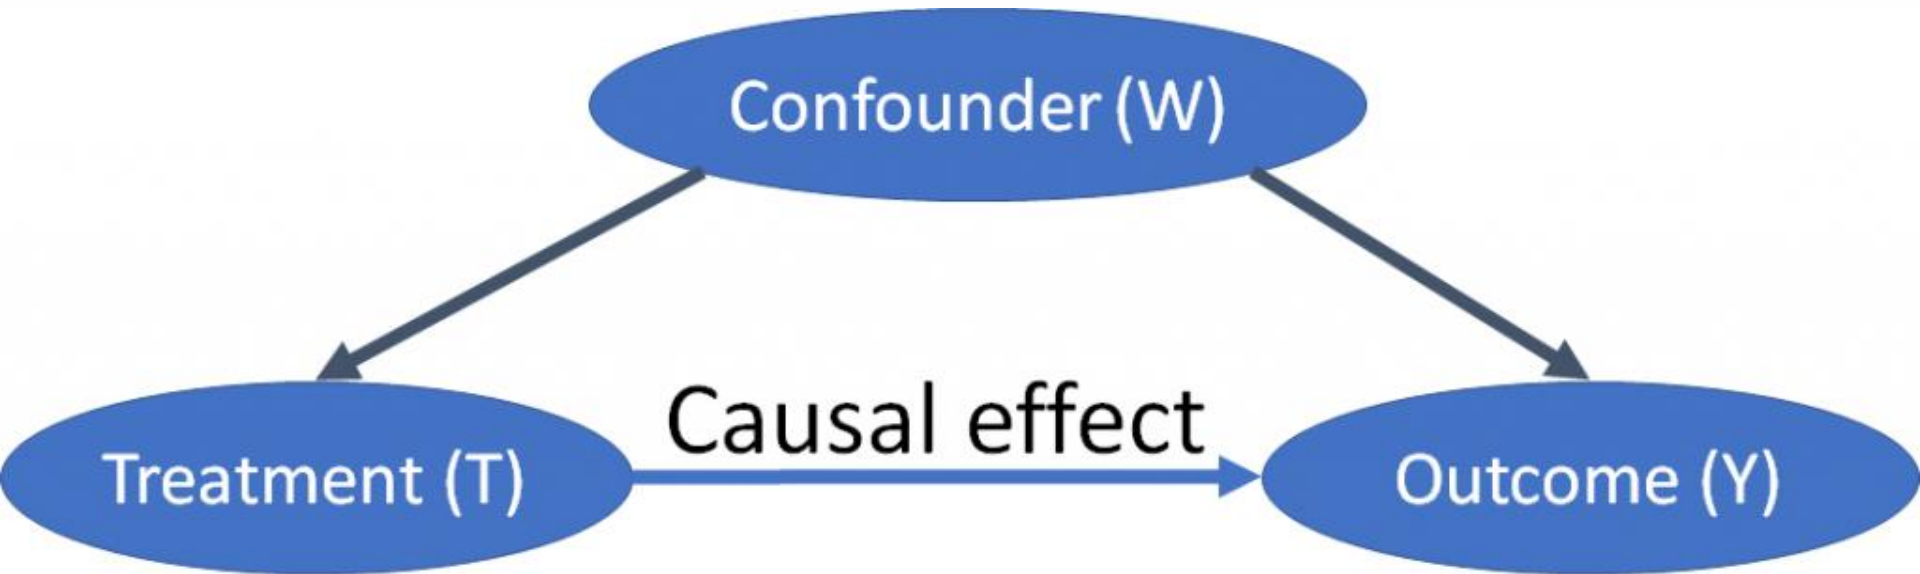 Confounder (W)
Causal effect
Treatment (T)
Outcome (Y)